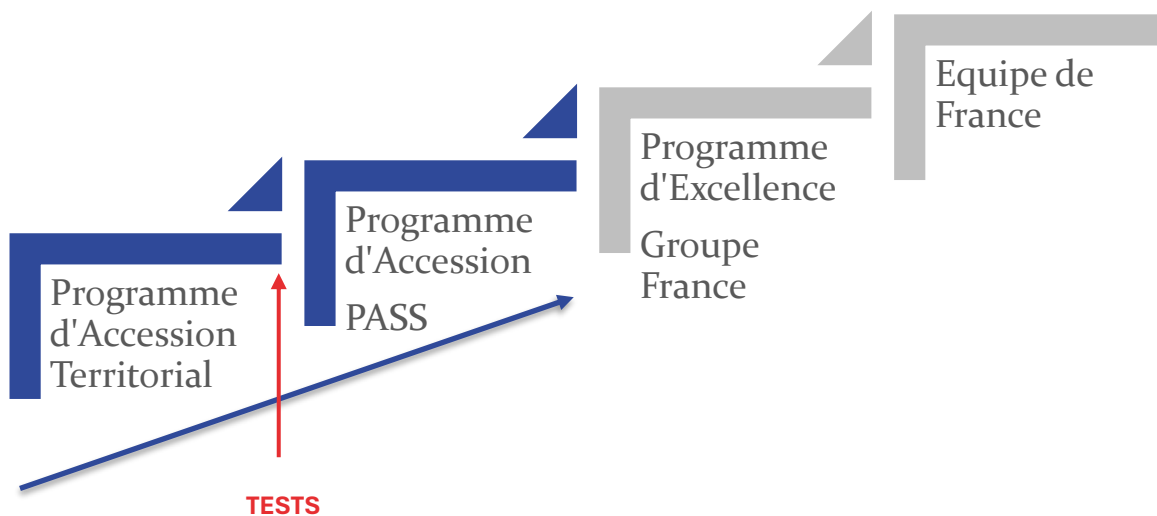 Programme
d'Accession
Territorial
Programme
d'Accession
PASS
Programme
d'Excellence
Groupe
France
Equipe de
France
TESTS